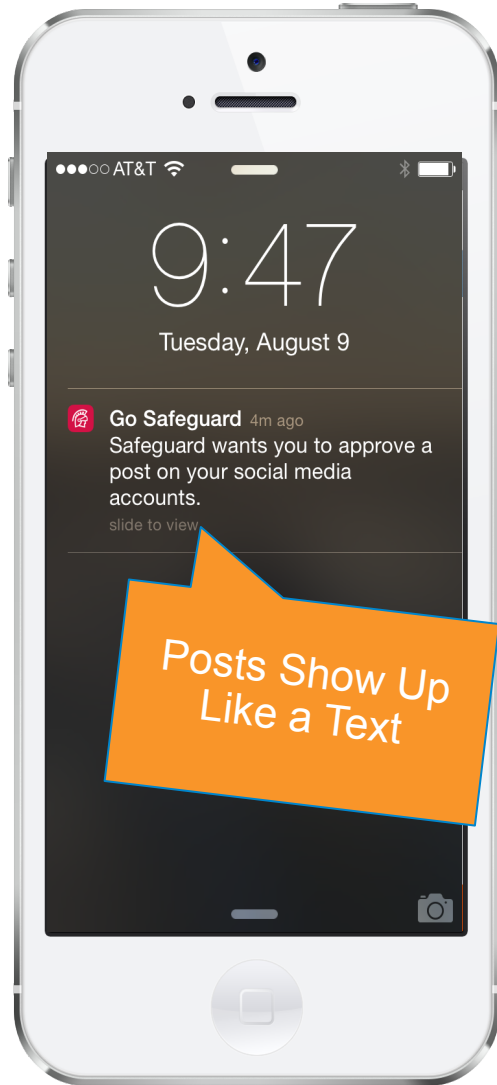 AT&T
9:47
Tuesday, August 9
Go Safeguard 4m ago
Safeguard wants you to approve a
post on your social media
accounts.
slide to view
Posts Show Up
Like a Text